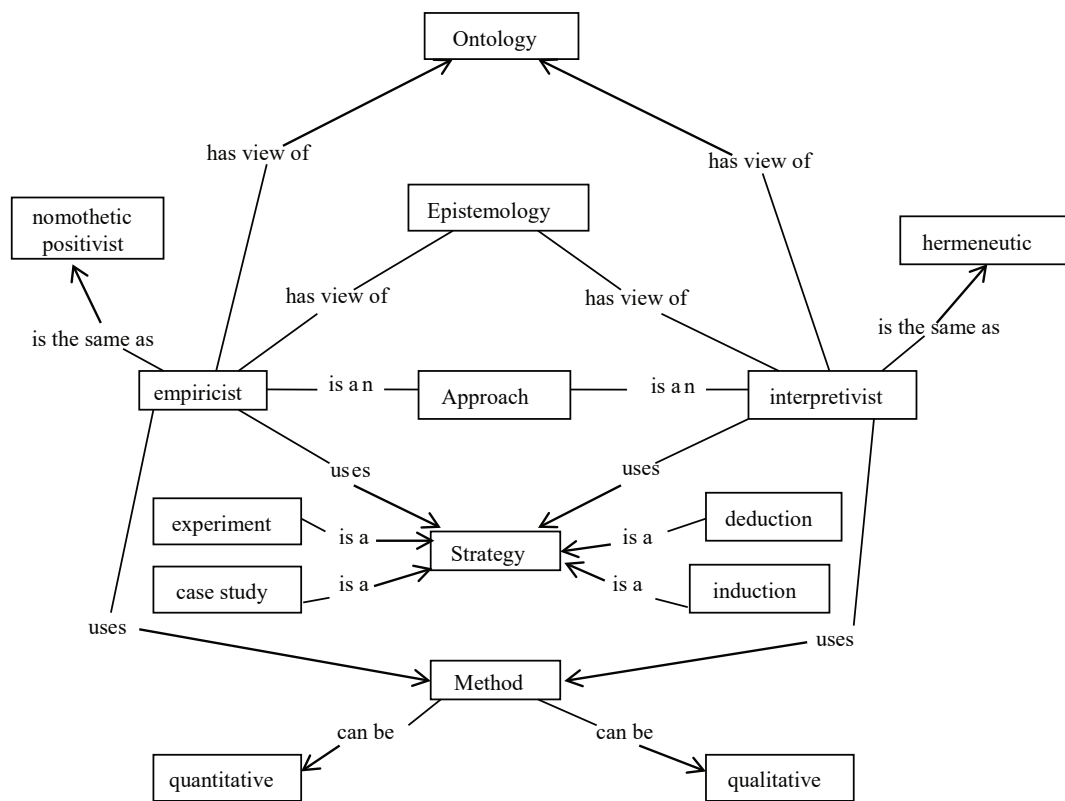 Ontology
has view of
has view of
nomothetic
positivist
Epistemology
hermeneutic
has view of
has view of
is the same as
is the same as
empiricist
is an
Approach
is an
interpretivist
uses
uses
experiment
is a
Strategy
is a
deduction
case study
is a
is a
induction
uses
uses
Method
can be
can be
quantitative
qualitative